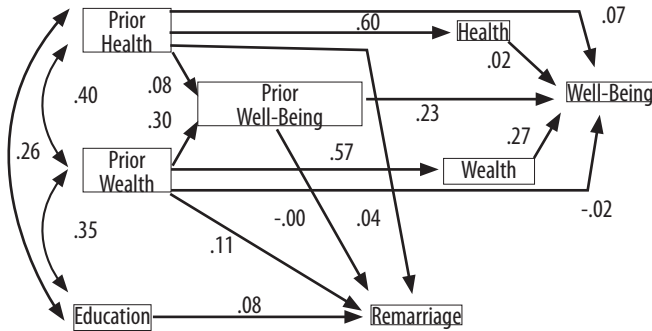 Prior
Health
.60
Health
.07
.02
Well-Being
.40
.08
.30
Prior
Well-Being
.23
.27
.26
Prior
Wealth
.57
Wealth
-.02
.35
.11
-.00
.04
Education
.08
Remarriage